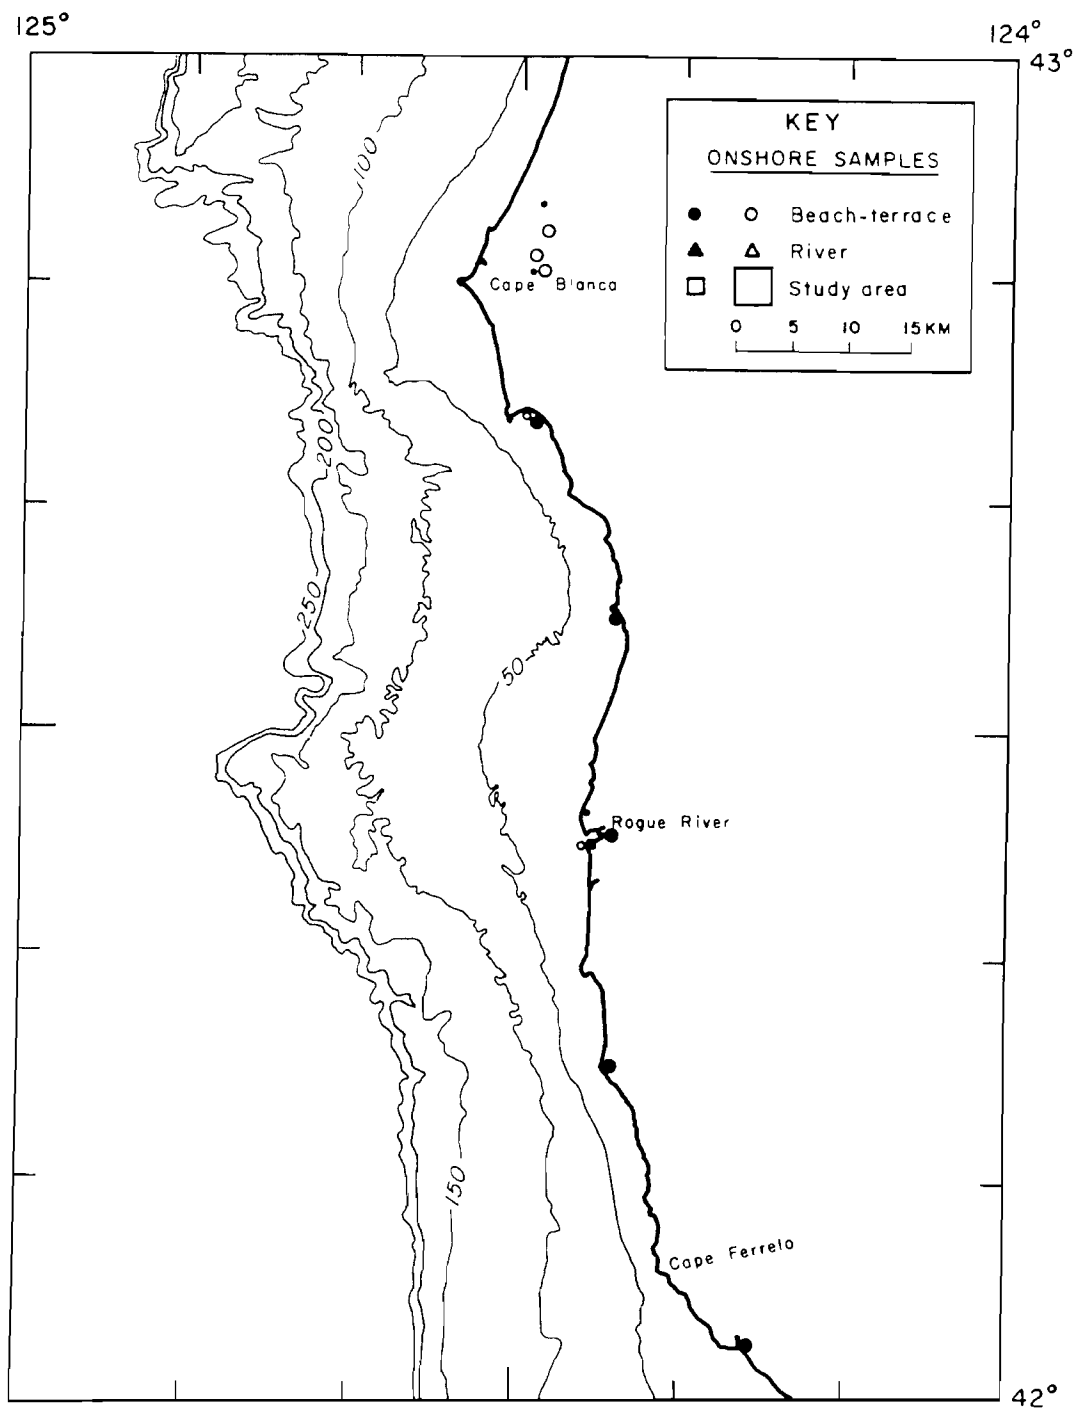 125°
124°
43°
KEY
ONSHORE SAMPLES
Beach-terrace
River
Study area
0 5 10 15 KM
100
Cape Blanca
200
250
50
Rogue River
150
Cape Ferrelo
42°